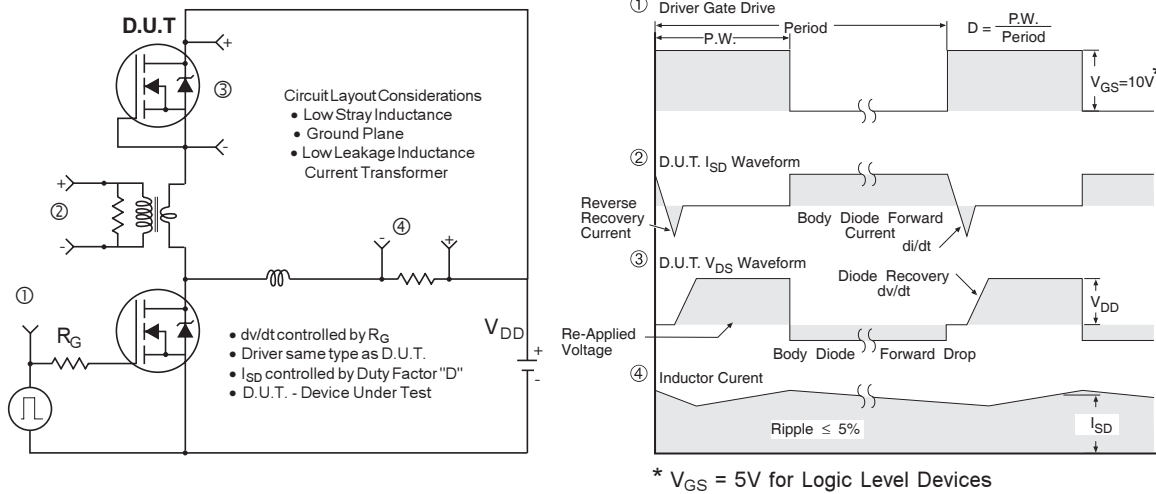 D.U.T
+
③
-
Circuit Layout Considerations
• Low Stray Inductance
• Ground Plane
• Low Leakage Inductance
Current Transformer
+
②
-
④
- +
①
R_G
V_DD
+
-
• dv/dt controlled by R_G
• Driver same type as D.U.T.
• I_SD controlled by Duty Factor "D"
• D.U.T. - Device Under Test
① Driver Gate Drive
P.W.
Period
D = P.W. / Period
V_GS=10V*
② D.U.T. I_SD Waveform
Reverse
Recovery
Current
Body Diode Forward
Current
di/dt
③ D.U.T. V_DS Waveform
Diode Recovery
dv/dt
V_DD
Re-Applied
Voltage
Body Diode Forward Drop
④ Inductor Curent
Ripple ≤ 5%
I_SD
* V_GS = 5V for Logic Level Devices